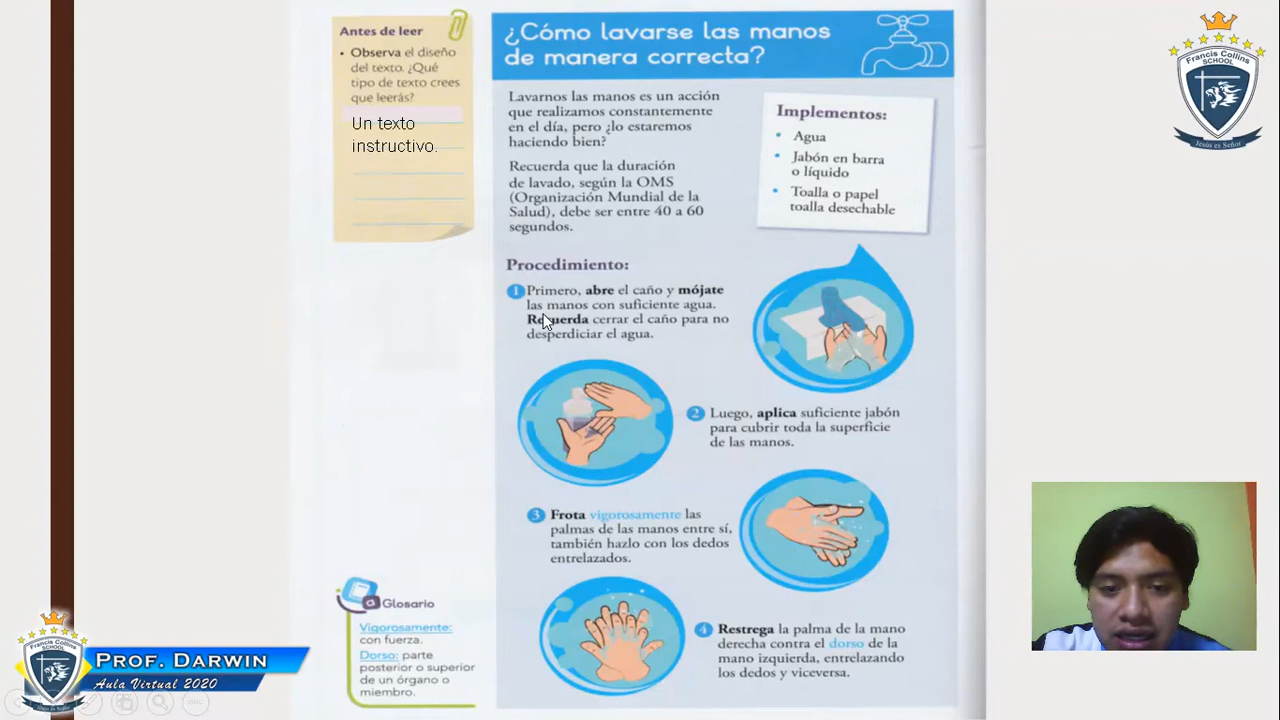 Antes de leer
• Observa el diseño
del texto. ¿Qué
tipo de texto crees
que leerás?
Un texto
instructivo.
¿Cómo lavarse las manos
de manera correcta?
Lavarnos las manos es un acción
que realizamos constantemente
en el día, pero ¿lo estaremos
haciendo bien?
Recuerda que la duración
de lavado, según la OMS
(Organización Mundial de la
Salud), debe ser entre 40 a 60
segundos.
Implementos:
• Agua
• Jabón en barra
o líquido
• Toalla o papel
toalla desechable
Procedimiento:
1 Primero, abre el caño y mójate
las manos con suficiente agua.
Recuerda cerrar el caño para no
desperdiciar el agua.
2 Luego, aplica suficiente jabón
para cubrir toda la superficie
de las manos.
3 Frota vigorosamente las
palmas de las manos entre sí,
también hazlo con los dedos
entrelazados.
4 Restrega la palma de la mano
derecha contra el dorso de la
mano izquierda, entrelazando
los dedos y viceversa.
a Glosario
Vigorosamente:
con fuerza.
Dorso: parte
posterior o superior
de un órgano o
miembro.
Francis Collins
SCHOOL
Jesús es Señor
Francis Collins
SCHOOL
PROF. DARWIN
Aula Virtual 2020